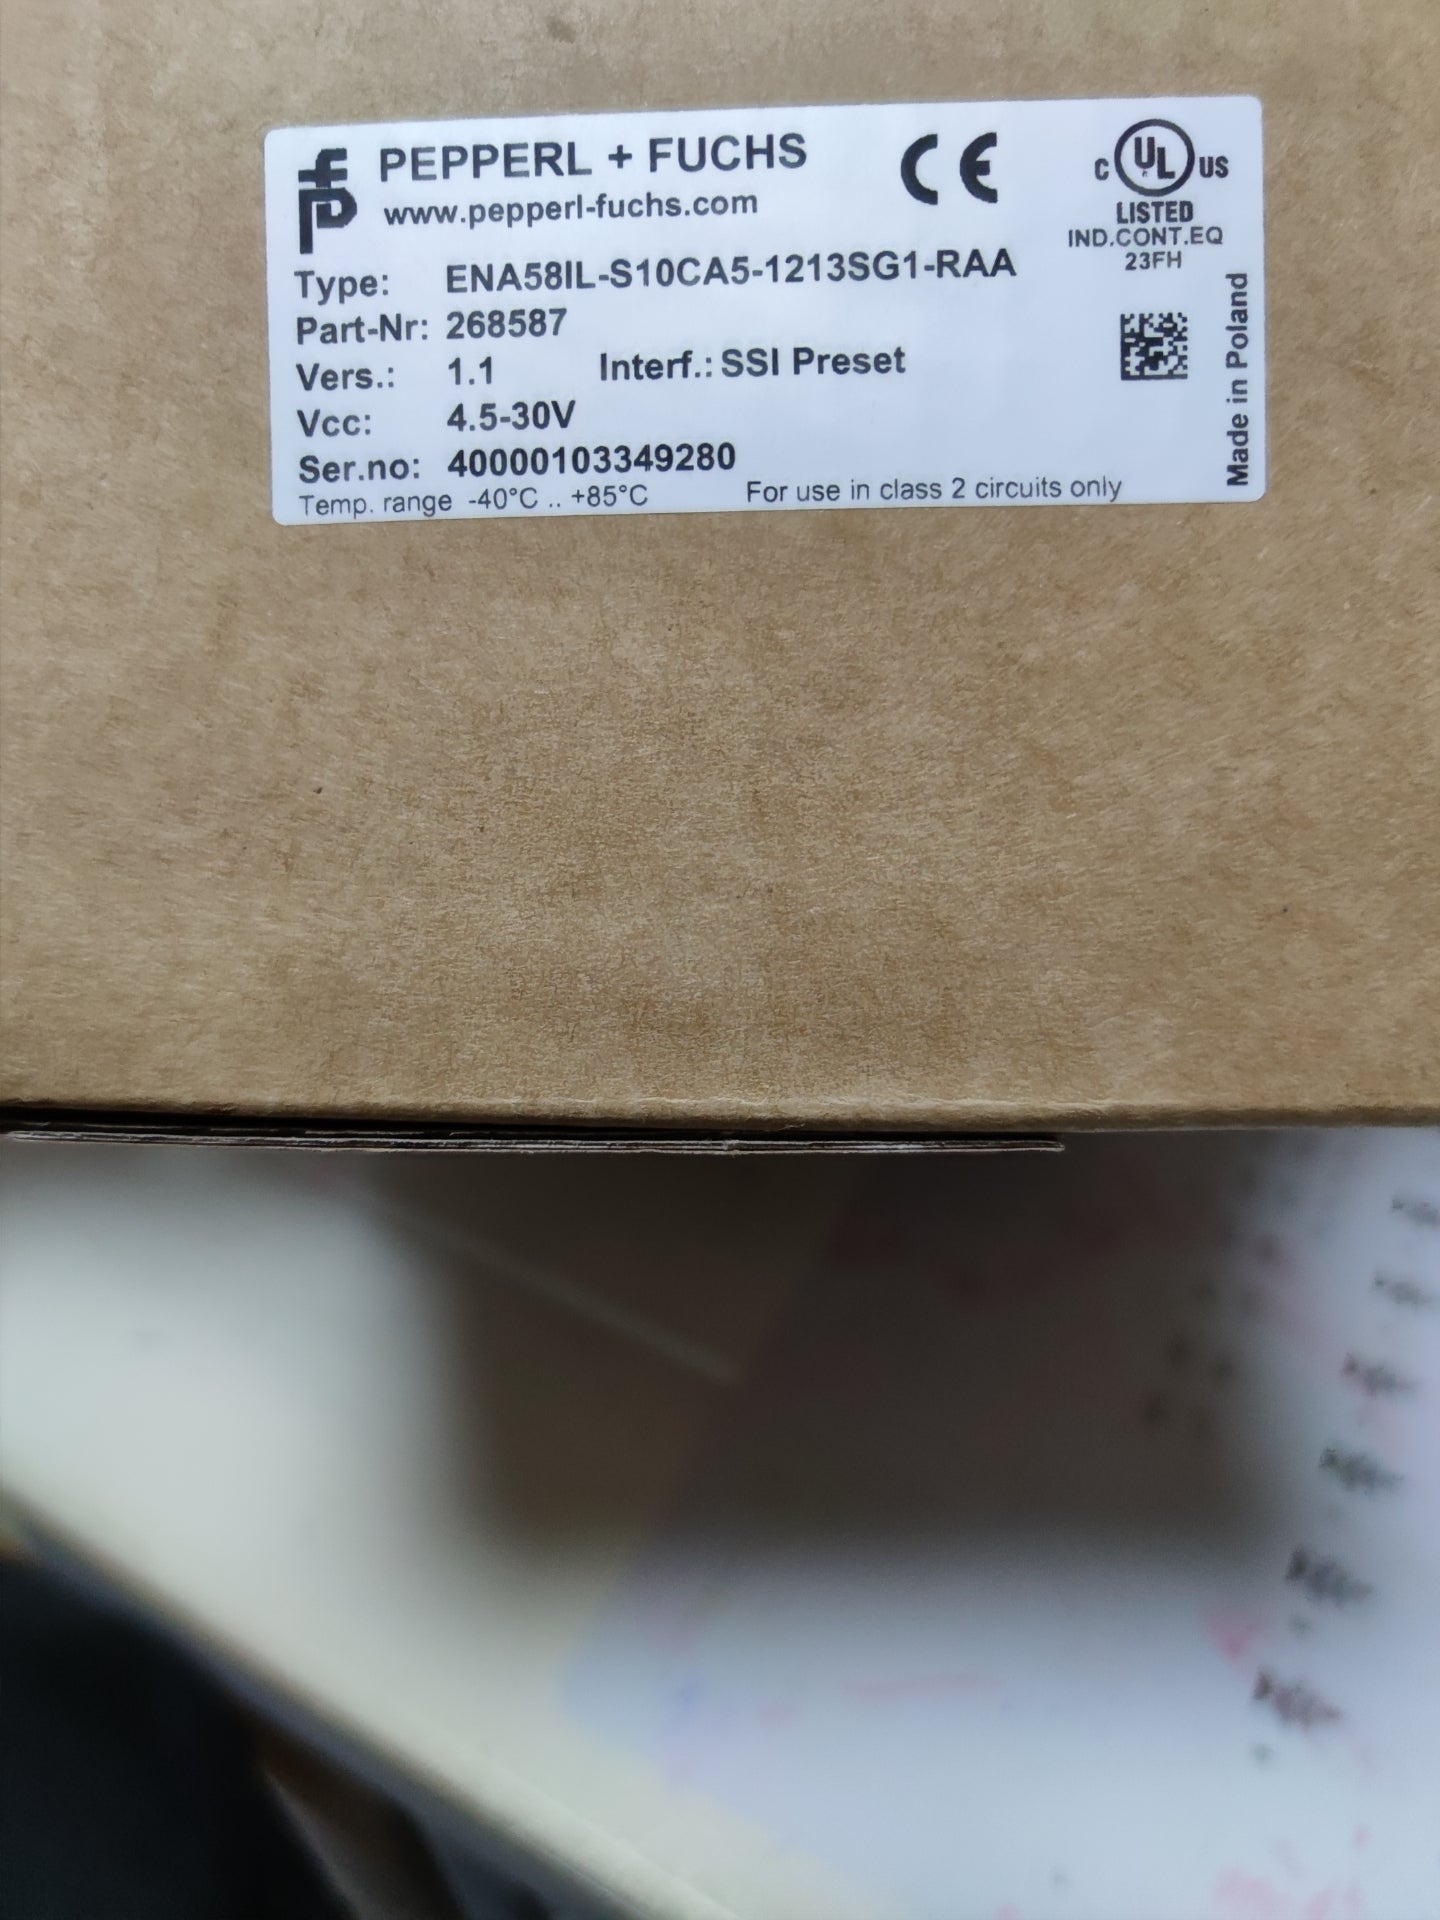 PEPPERL + FUCHS
www.pepperl-fuchs.com
CE
C UL US
LISTED
IND.CONT.EQ
23FH
Type: ENA58IL-S10CA5-1213SG1-RAA
Part-Nr: 268587
Vers.: 1.1 Interf.: SSI Preset
Vcc: 4.5-30V
Ser.no: 40000103349280
Temp. range -40°C .. +85°C For use in class 2 circuits only
Made in Poland